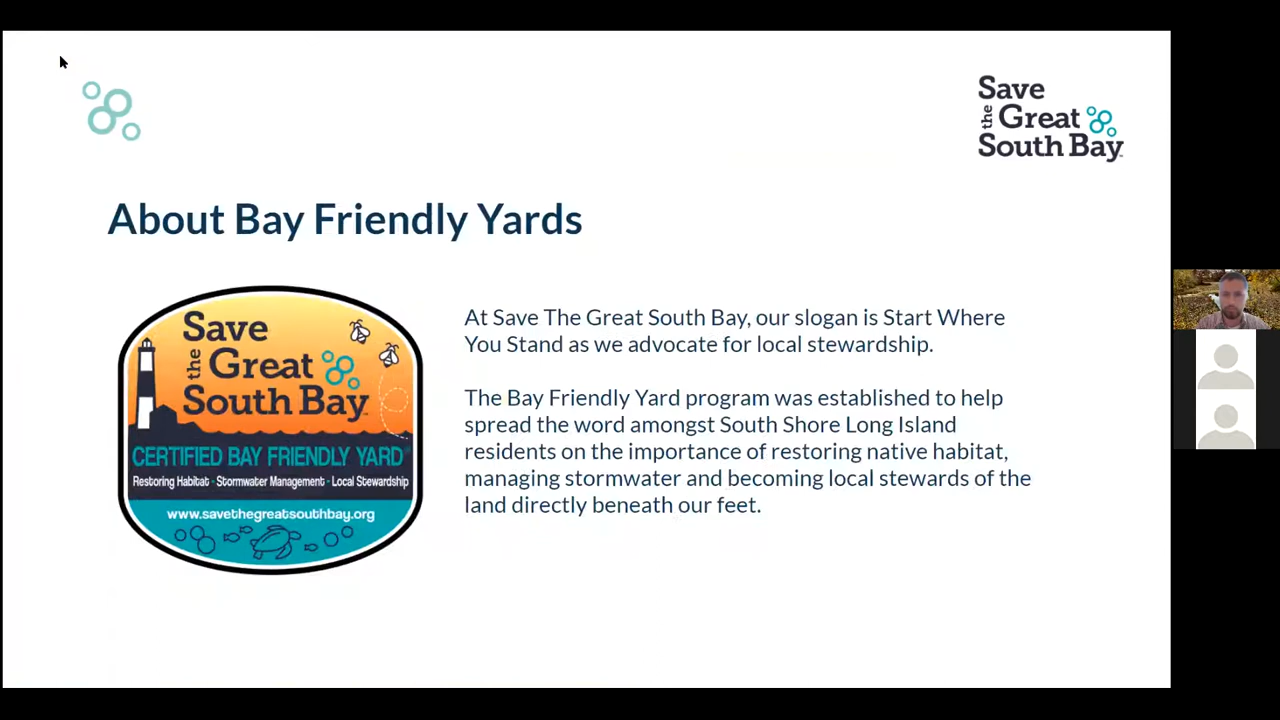 Save
the Great
South Bay
About Bay Friendly Yards
Save
the Great
South Bay
CERTIFIED BAY FRIENDLY YARD
Restoring Habitat · Stormwater Management · Local Stewardship
www.savethegreatsouthbay.org
At Save The Great South Bay, our slogan is Start Where
You Stand as we advocate for local stewardship.
The Bay Friendly Yard program was established to help
spread the word amongst South Shore Long Island
residents on the importance of restoring native habitat,
managing stormwater and becoming local stewards of the
land directly beneath our feet.